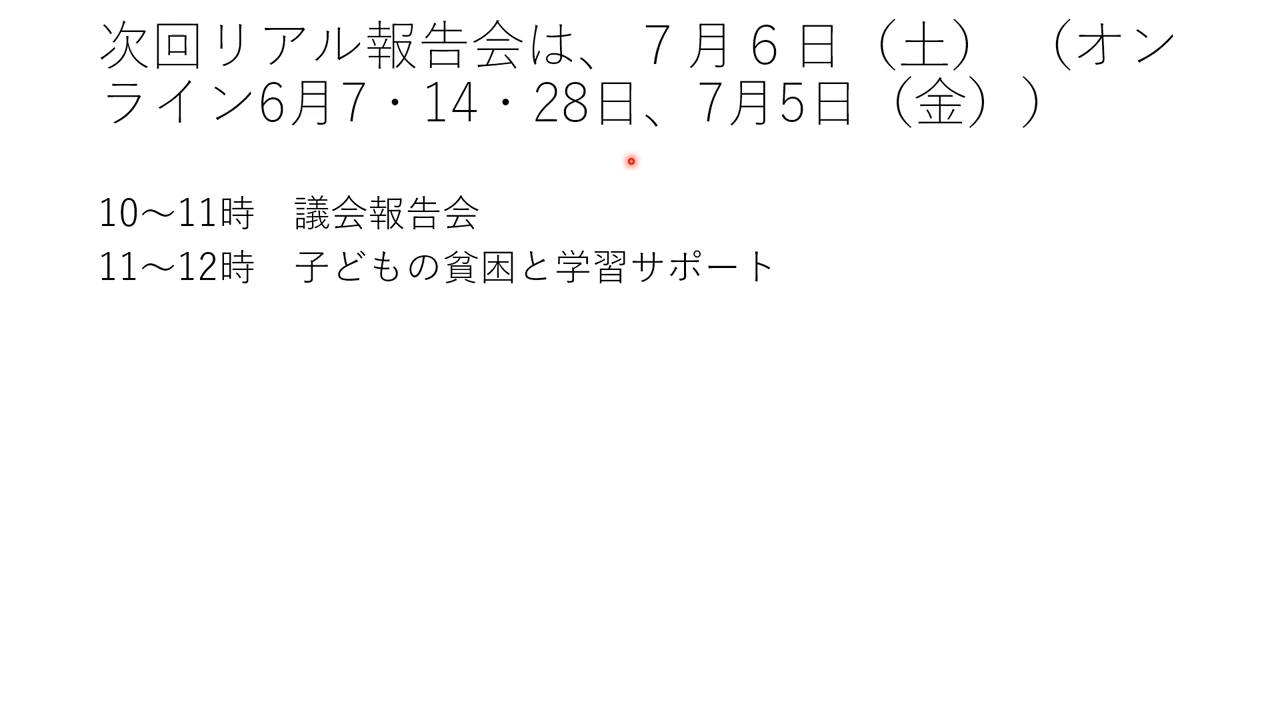 次回リアル報告会は、７月６日（土）　（オン
ライン6月7・14・28日、7月5日（金））
10～11時　議会報告会
11～12時　子どもの貧困と学習サポート